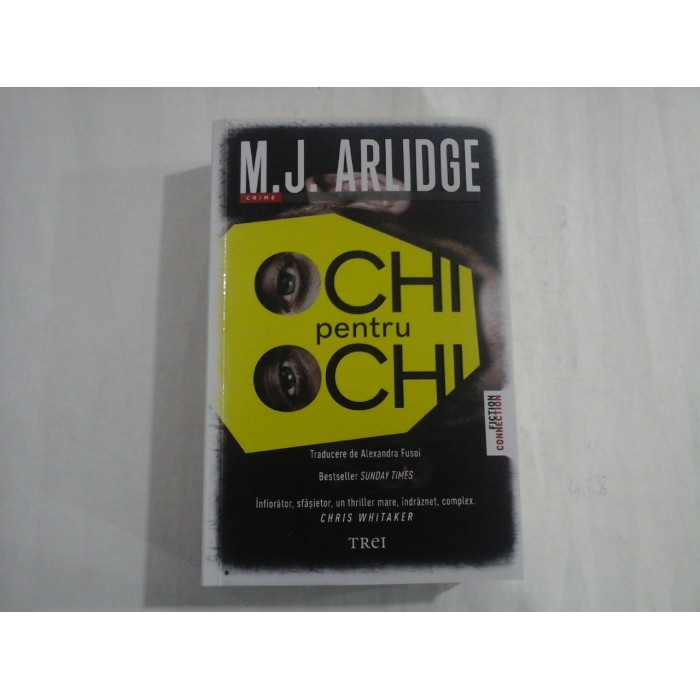 M.J. ARLIDGE
CRIME
OCHI
pentru
OCHI
FICTION
CONNECTION
Traducere de Alexandra Fusoi
Bestseller SUNDAY TIMES
Înfiorător, sfâșietor, un thriller mare, îndrăzneț, complex.
CHRIS WHITAKER
TREI